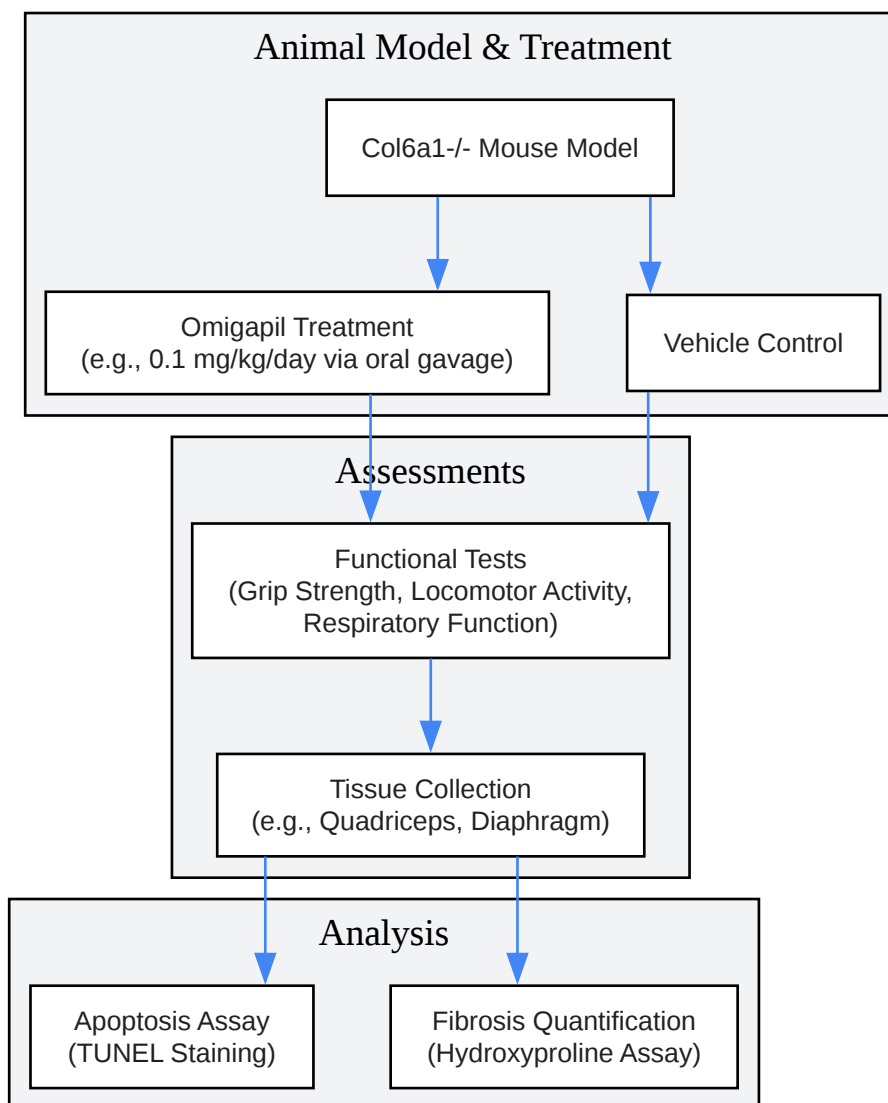 Animal Model & Treatment
Col6a1-/- Mouse Model
Omigapil Treatment
(e.g., 0.1 mg/kg/day via oral gavage)
Vehicle Control
Assessments
Functional Tests
(Grip Strength, Locomotor Activity,
Respiratory Function)
Tissue Collection
(e.g., Quadriceps, Diaphragm)
Analysis
Apoptosis Assay
(TUNEL Staining)
Fibrosis Quantification
(Hydroxyproline Assay)